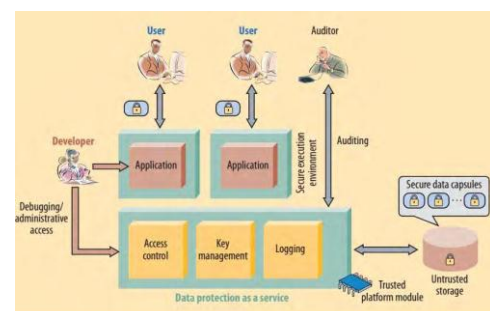 User
User
Auditor
Developer
Application
Application
Secure execution
environment
Auditing
Debugging/
administrative
access
Secure data capsules
Access
control
Key
management
Logging
Trusted
platform module
Untrusted
storage
Data protection as a service